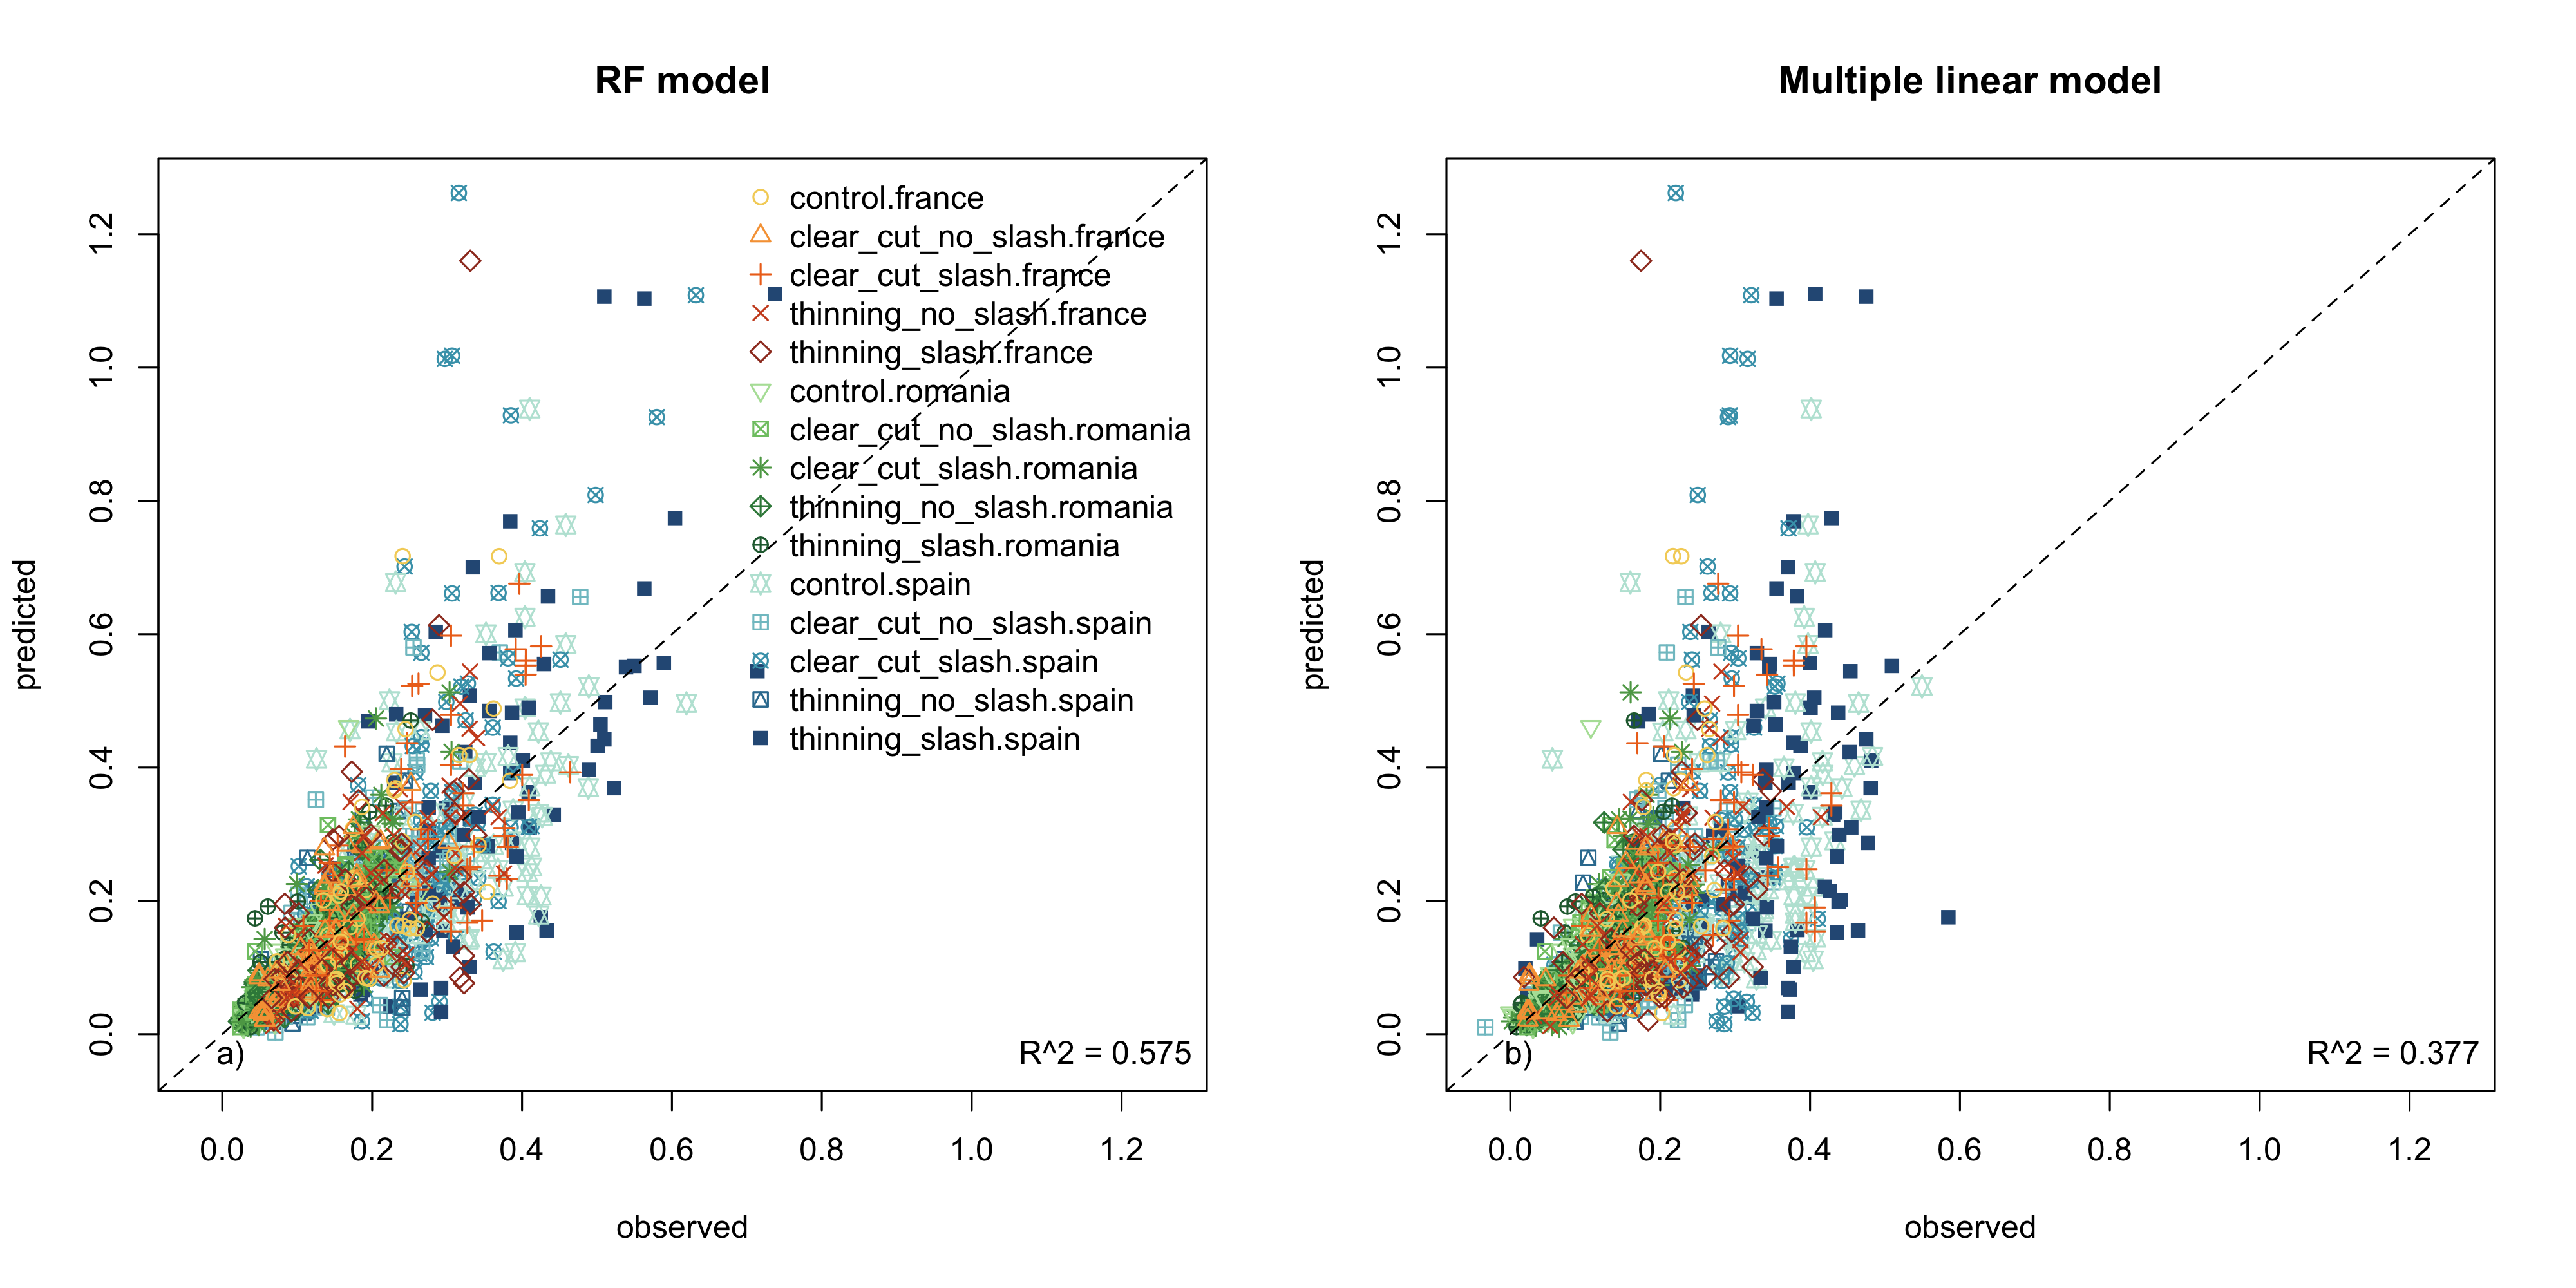 RF model
predicted
0.0 0.2 0.4 0.6 0.8 1.0 1.2
control.france
clear_cut_no_slash.france
clear_cut_slash.france
thinning_no_slash.france
thinning_slash.france
control.romania
clear_cut_no_slash.romania
clear_cut_slash.romania
thinning_no_slash.romania
thinning_slash.romania
control.spain
clear_cut_no_slash.spain
clear_cut_slash.spain
thinning_no_slash.spain
thinning_slash.spain
a)
R^2 = 0.575
0.0 0.2 0.4 0.6 0.8 1.0 1.2
observed
Multiple linear model
predicted
0.0 0.2 0.4 0.6 0.8 1.0 1.2
b)
R^2 = 0.377
0.0 0.2 0.4 0.6 0.8 1.0 1.2
observed